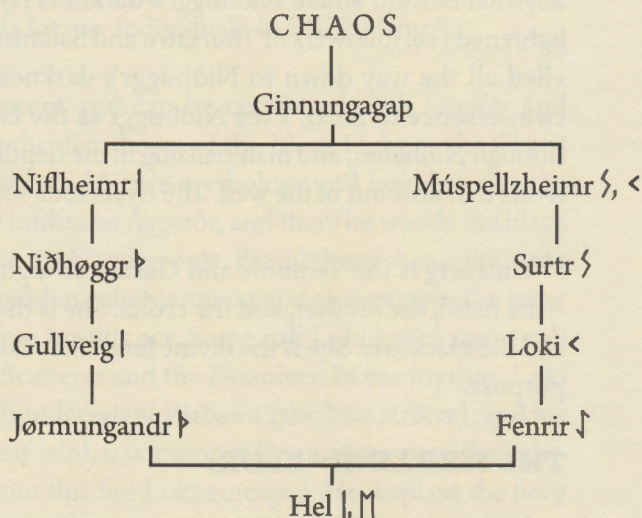 CHAOS
Ginnungagap
Niflheimr ᛁ
Múspellzheimr ᛊ, ᚲ
Niðhøggr ᚦ
Surtr ᛊ
Gullveig ᛁ
Loki ᚲ
Jørmungandr ᚦ
Fenrir
Hel ᛁ, ᛖ